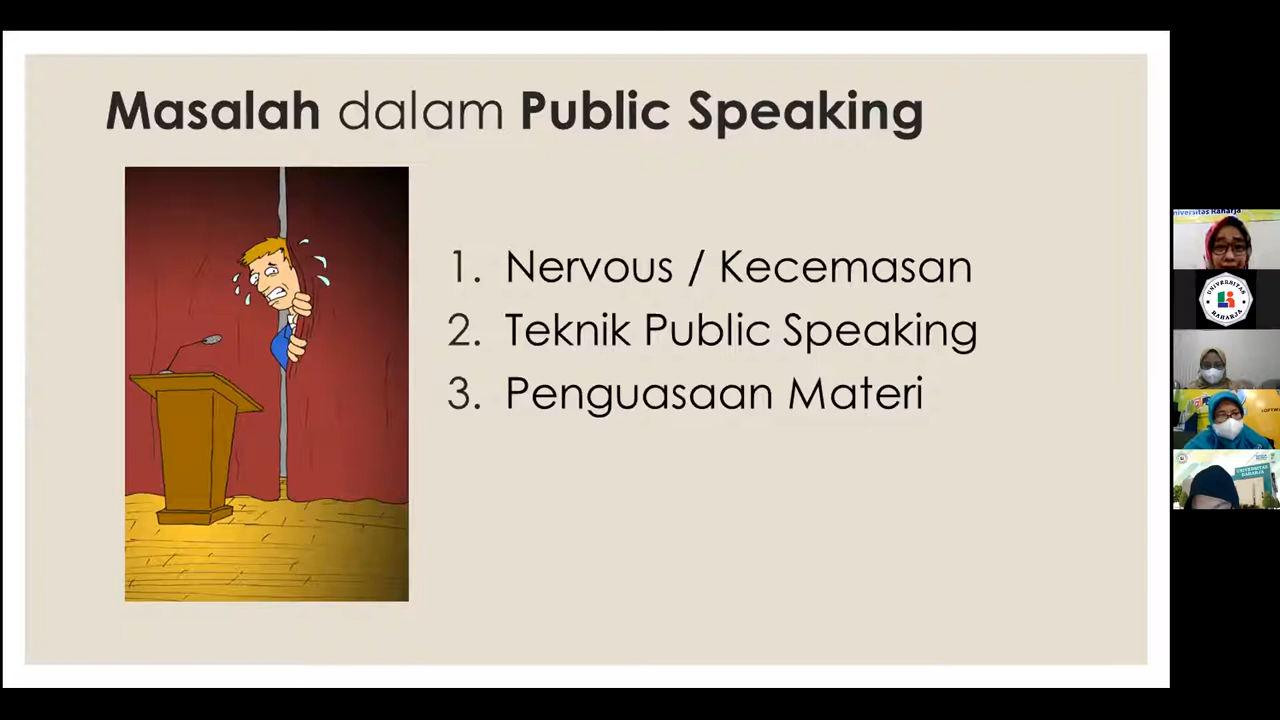 Masalah dalam Public Speaking
1. Nervous / Kecemasan
2. Teknik Public Speaking
3. Penguasaan Materi
Universitas Raharja
UNIVERSITAS
RAHARJA
UNIVERSITAS
RAHARJA